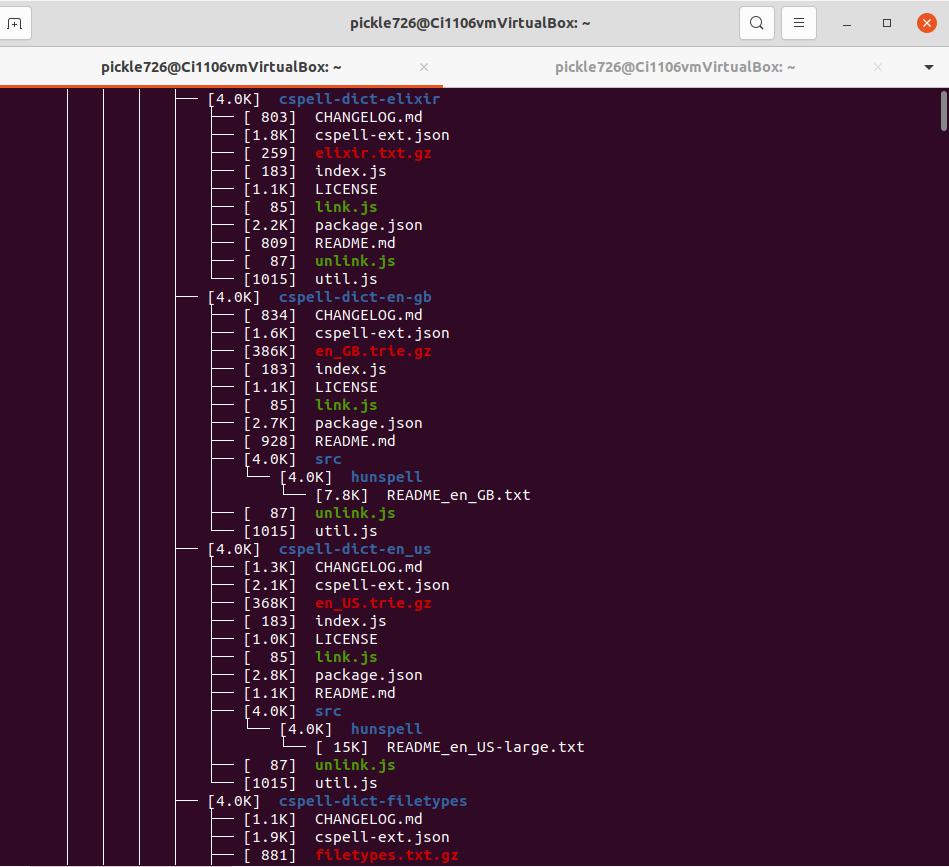 pickle726@Ci1106vmVirtualBox: ~
pickle726@Ci1106vmVirtualBox: ~ pickle726@Ci1106vmVirtualBox: ~
├── [4.0K]  cspell-dict-elixir
├── [ 803]  CHANGELOG.md
├── [1.8K]  cspell-ext.json
├── [ 259]  elixir.txt.gz
├── [ 183]  index.js
├── [1.1K]  LICENSE
├── [  85]  link.js
├── [2.2K]  package.json
├── [ 809]  README.md
├── [  87]  unlink.js
└── [1015]  util.js
├── [4.0K]  cspell-dict-en-gb
├── [ 834]  CHANGELOG.md
├── [1.6K]  cspell-ext.json
├── [386K]  en_GB.trie.gz
├── [ 183]  index.js
├── [1.1K]  LICENSE
├── [  85]  link.js
├── [2.7K]  package.json
├── [ 928]  README.md
├── [4.0K]  src
└── [4.0K]  hunspell
└── [7.8K]  README_en_GB.txt
├── [  87]  unlink.js
└── [1015]  util.js
├── [4.0K]  cspell-dict-en_us
├── [1.3K]  CHANGELOG.md
├── [2.1K]  cspell-ext.json
├── [368K]  en_US.trie.gz
├── [ 183]  index.js
├── [1.0K]  LICENSE
├── [  85]  link.js
├── [2.8K]  package.json
├── [1.1K]  README.md
├── [4.0K]  src
└── [4.0K]  hunspell
└── [ 15K]  README_en_US-large.txt
├── [  87]  unlink.js
└── [1015]  util.js
├── [4.0K]  cspell-dict-filetypes
├── [1.1K]  CHANGELOG.md
├── [1.9K]  cspell-ext.json
├── [ 881]  filetypes.txt.gz